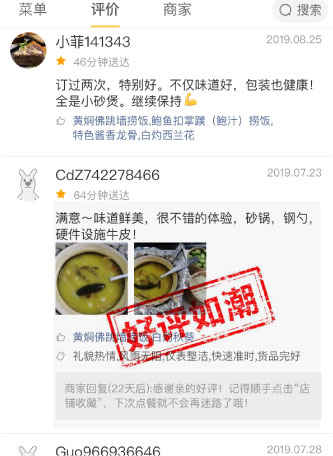 菜单 评价 商家 搜索
小菲141343 2019.08.25
46分钟送达
订过两次，特别好。不仅味道好，包装也健康！
全是小砂煲。继续保持💪
黄焖佛跳墙捞饭,鲍鱼扣掌蹼（鲍汁）捞饭,
特色酱香龙骨,白灼西兰花
CdZ742278466 2019.07.23
64分钟送达
满意～味道鲜美，很不错的体验，砂锅，钢勺，
硬件设施牛皮！
好评如潮
黄焖佛跳墙捞饭,白灼秋葵
礼貌热情,风雨无阻,仪表整洁,快速准时,货品完好
商家回复(22天后):感谢亲的好评！记得顺手点击“店
铺收藏”，下次点餐就不会再迷路了哦！
Guo966936646 2019.07.28